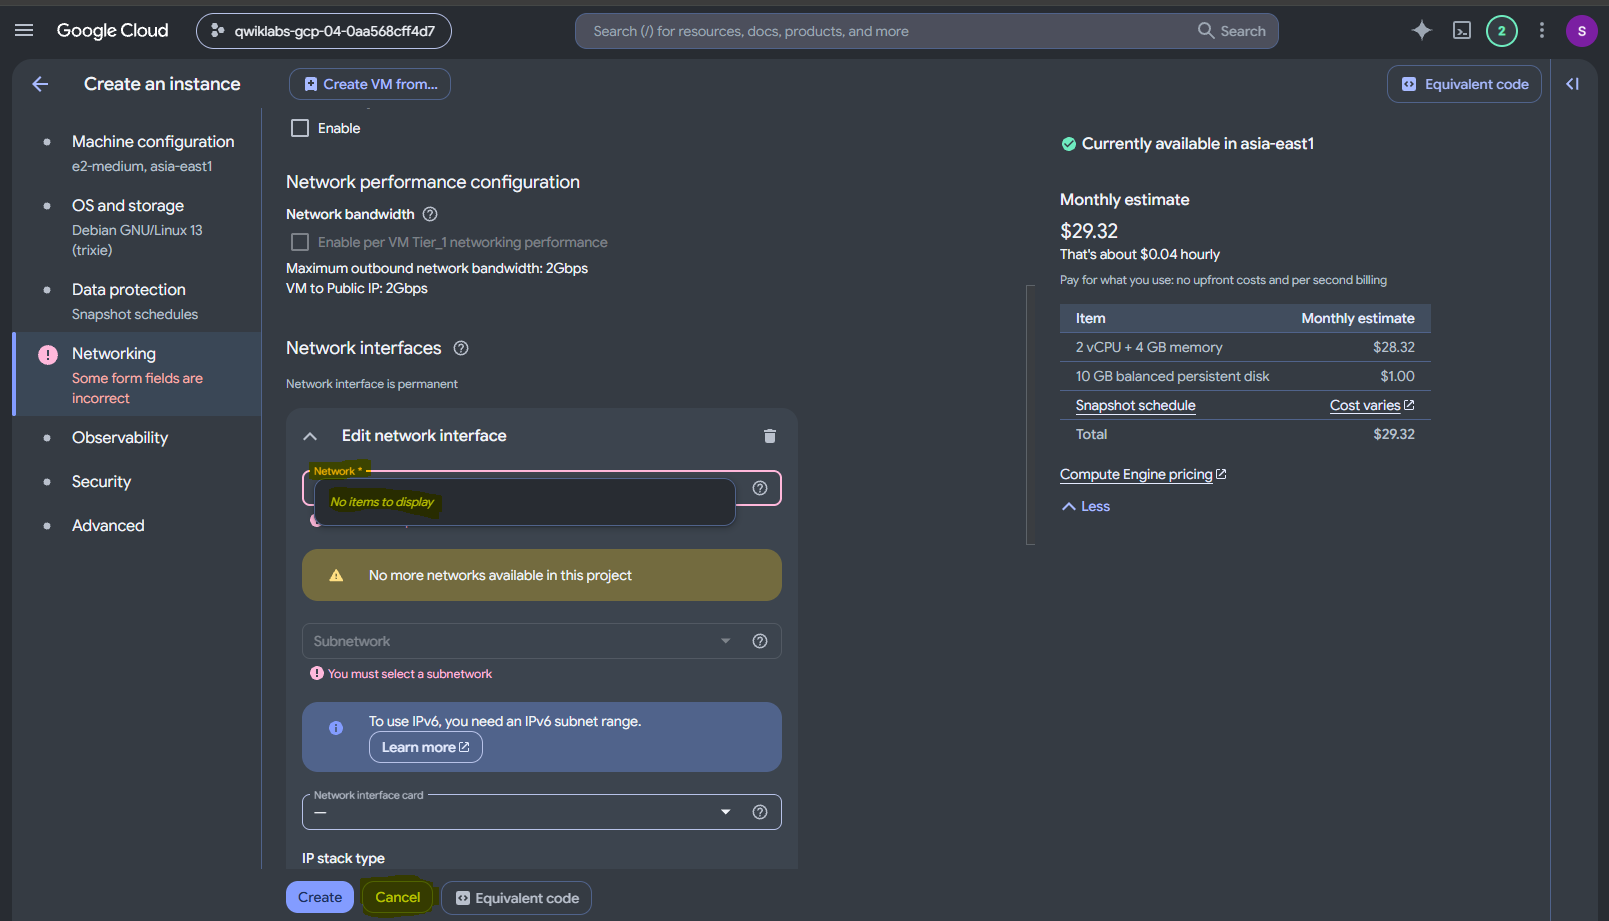 Google Cloud
qwiklabs-gcp-04-0aa568cff4d7
Search (/) for resources, docs, products, and more
Search
2
S
Create an instance
Create VM from...
Equivalent code
Machine configuration
e2-medium, asia-east1
OS and storage
Debian GNU/Linux 13
(trixie)
Data protection
Snapshot schedules
Networking
Some form fields are
incorrect
Observability
Security
Advanced
Enable
Network performance configuration
Network bandwidth
Enable per VM Tier_1 networking performance
Maximum outbound network bandwidth: 2Gbps
VM to Public IP: 2Gbps
Network interfaces
Network interface is permanent
Edit network interface
Network *
No items to display
No more networks available in this project
Subnetwork
You must select a subnetwork
To use IPv6, you need an IPv6 subnet range.
Learn more
Network interface card
—
IP stack type
Create
Cancel
Equivalent code
Currently available in asia-east1
Monthly estimate
$29.32
That's about $0.04 hourly
Pay for what you use: no upfront costs and per second billing
Item Monthly estimate
2 vCPU + 4 GB memory $28.32
10 GB balanced persistent disk $1.00
Snapshot schedule Cost varies
Total $29.32
Compute Engine pricing
Less